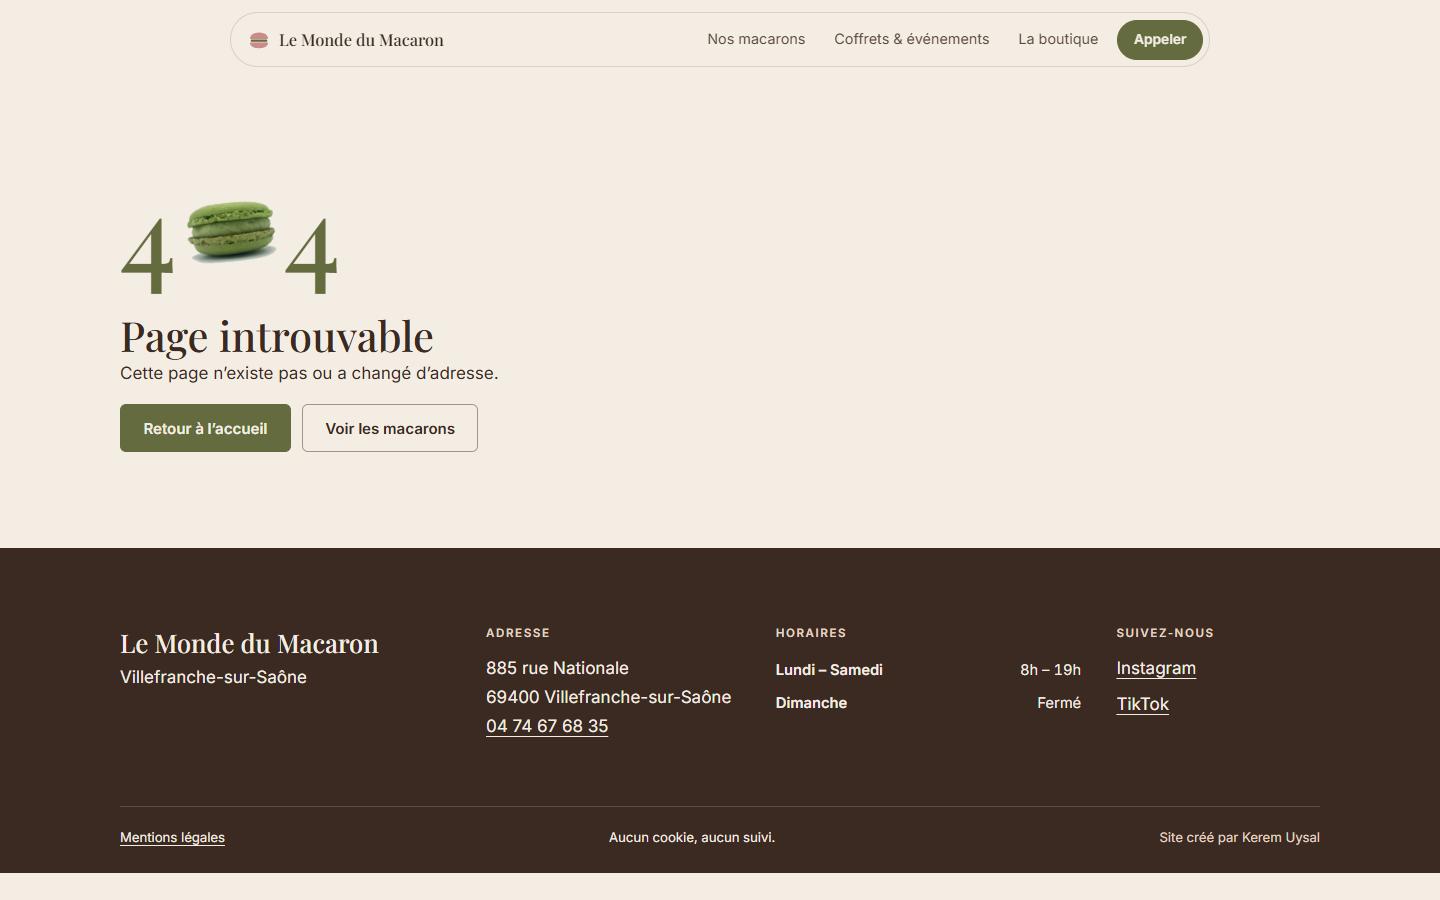 Le Monde du Macaron
Nos macarons
Coffrets & événements
La boutique
Appeler
4 4
Page introuvable
Cette page n’existe pas ou a changé d’adresse.
Retour à l’accueil
Voir les macarons
Le Monde du Macaron
Villefranche-sur-Saône
ADRESSE
885 rue Nationale
69400 Villefranche-sur-Saône
04 74 67 68 35
HORAIRES
Lundi – Samedi 8h – 19h
Dimanche Fermé
SUIVEZ-NOUS
Instagram
TikTok
Mentions légales
Aucun cookie, aucun suivi.
Site créé par Kerem Uysal